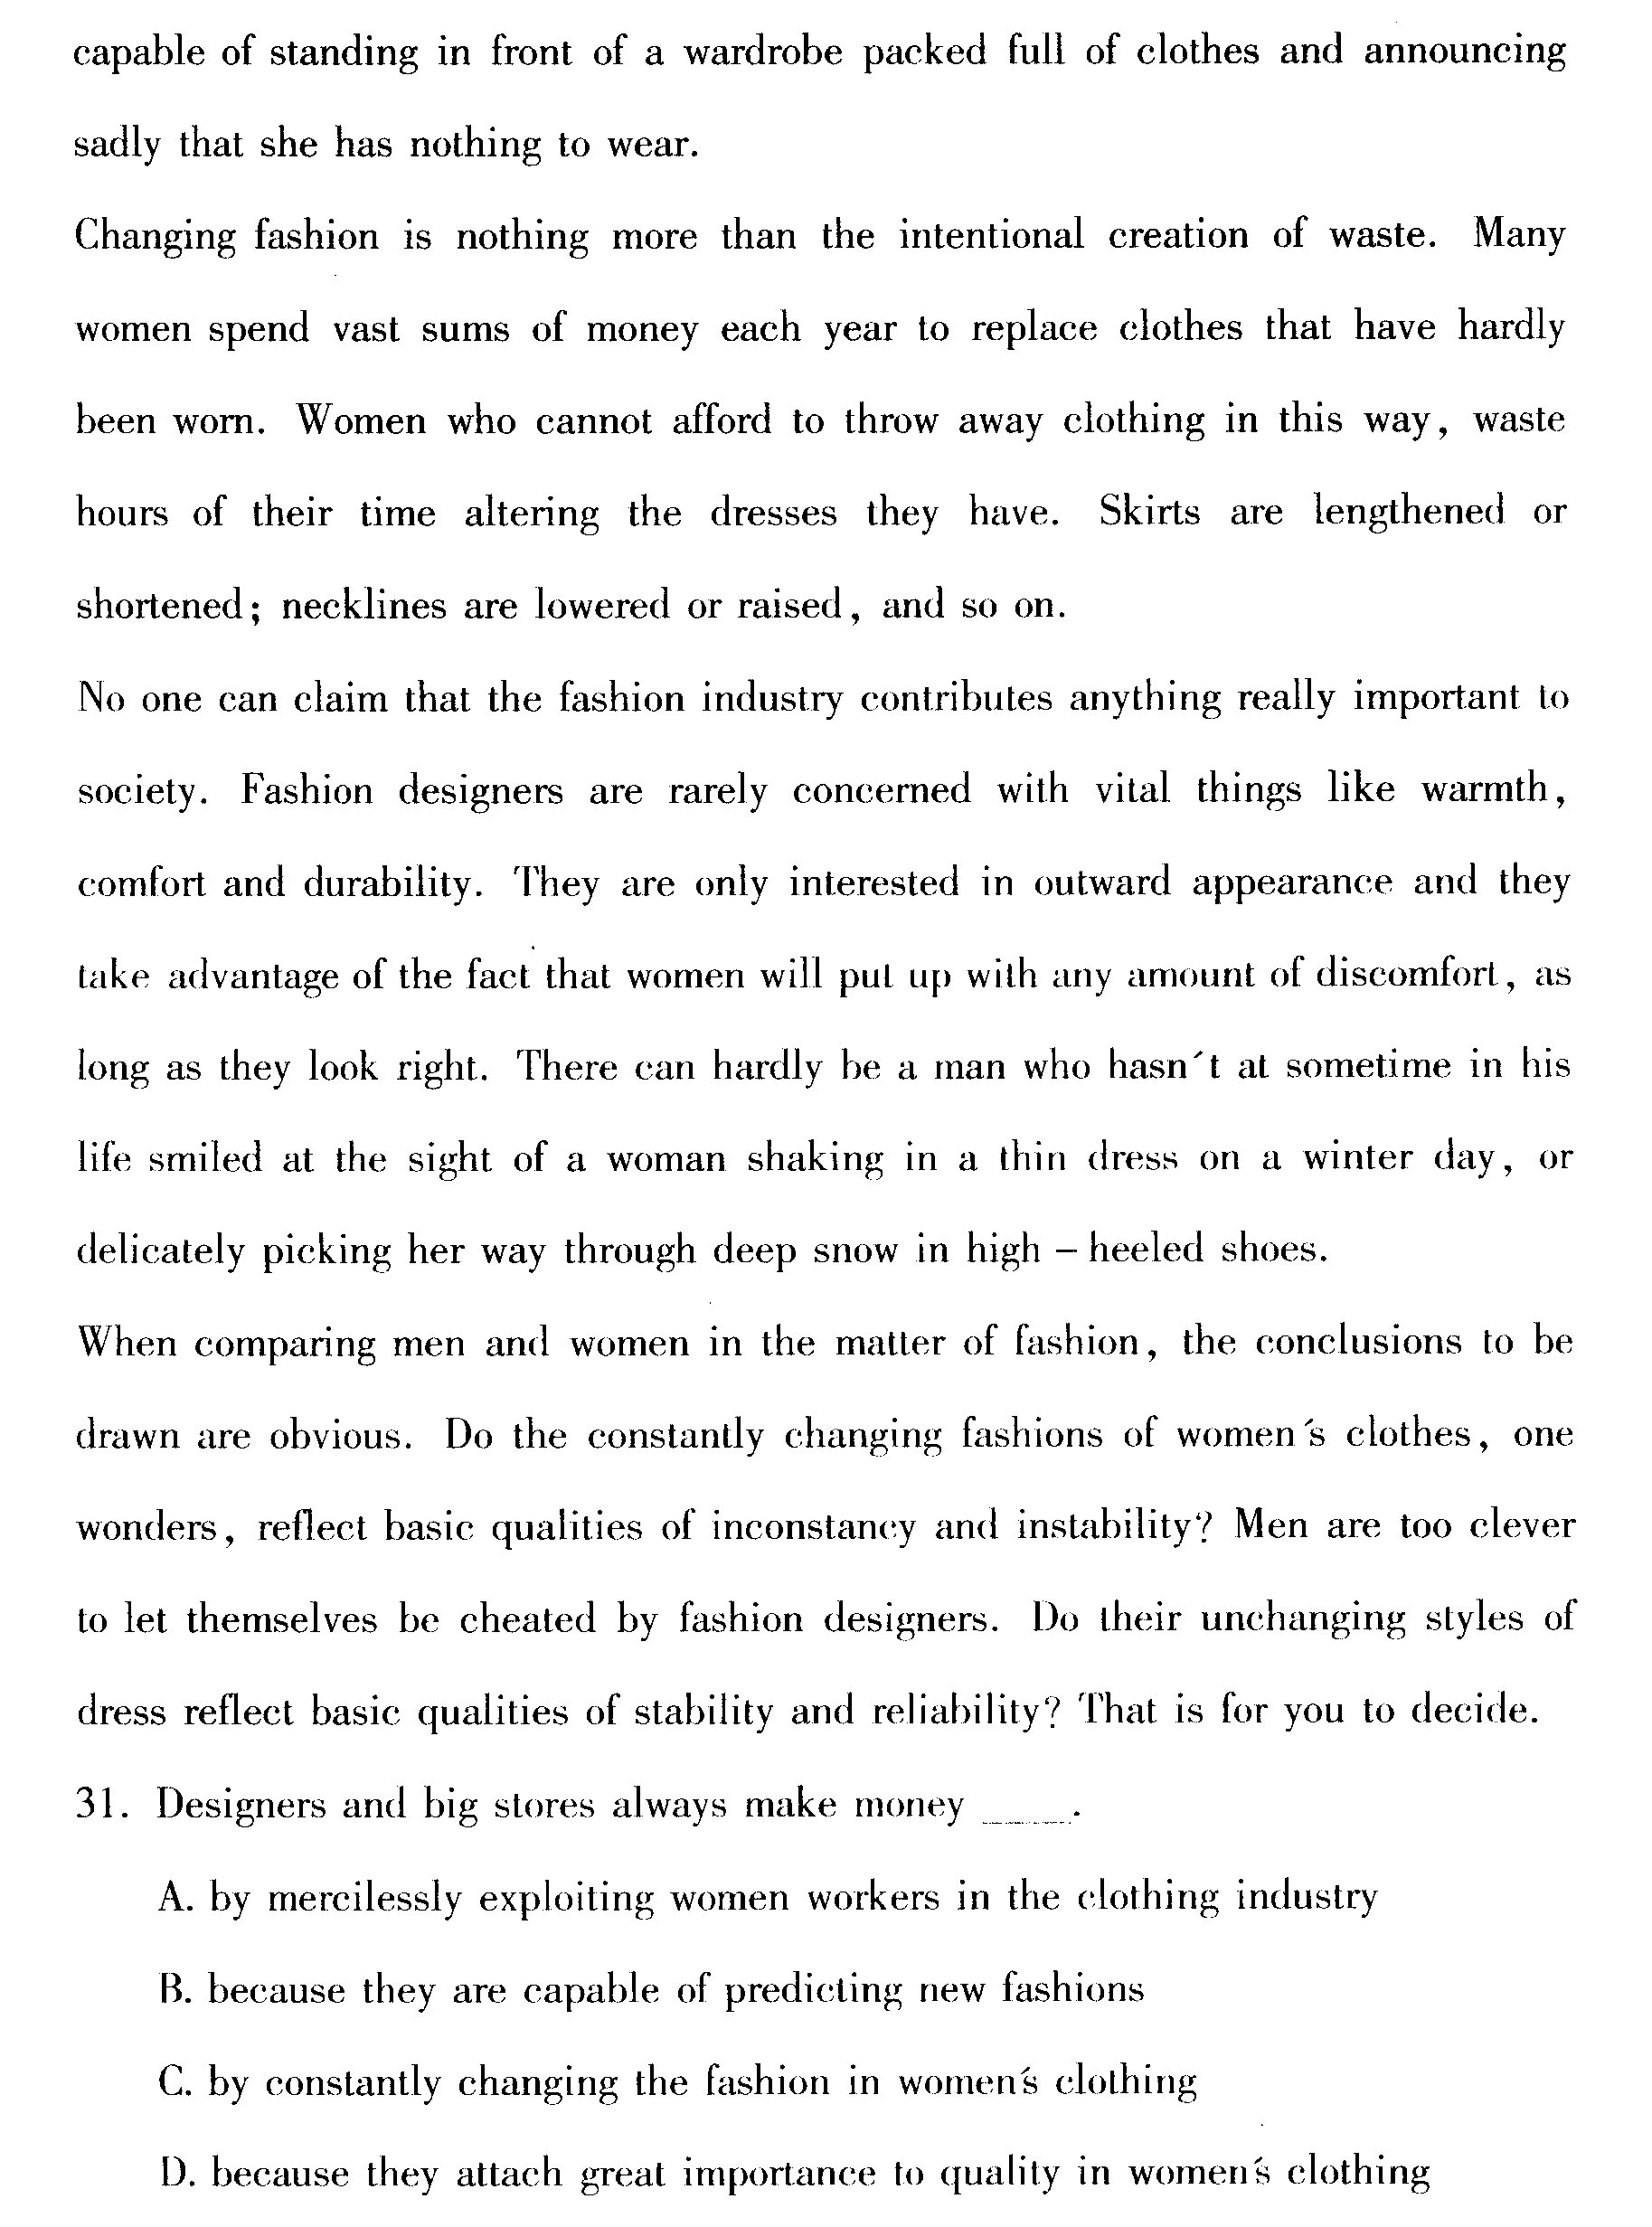 capable of standing in front of a wardrobe packed full of clothes and announcing
sadly that she has nothing to wear.
Changing fashion is nothing more than the intentional creation of waste. Many
women spend vast sums of money each year to replace clothes that have hardly
been worn. Women who cannot afford to throw away clothing in this way, waste
hours of their time altering the dresses they have. Skirts are lengthened or
shortened; necklines are lowered or raised, and so on.
No one can claim that the fashion industry contributes anything really important to
society. Fashion designers are rarely concerned with vital things like warmth,
comfort and durability. They are only interested in outward appearance and they
take advantage of the fact that women will put up with any amount of discomfort, as
long as they look right. There can hardly be a man who hasn´t at sometime in his
life smiled at the sight of a woman shaking in a thin dress on a winter day, or
delicately picking her way through deep snow in high – heeled shoes.
When comparing men and women in the matter of fashion, the conclusions to be
drawn are obvious. Do the constantly changing fashions of women´s clothes, one
wonders, reflect basic qualities of inconstancy and instability? Men are too clever
to let themselves be cheated by fashion designers. Do their unchanging styles of
dress reflect basic qualities of stability and reliability? That is for you to decide.
31. Designers and big stores always make money ____.
A. by mercilessly exploiting women workers in the clothing industry
B. because they are capable of predicting new fashions
C. by constantly changing the fashion in women´s clothing
D. because they attach great importance to quality in women´s clothing